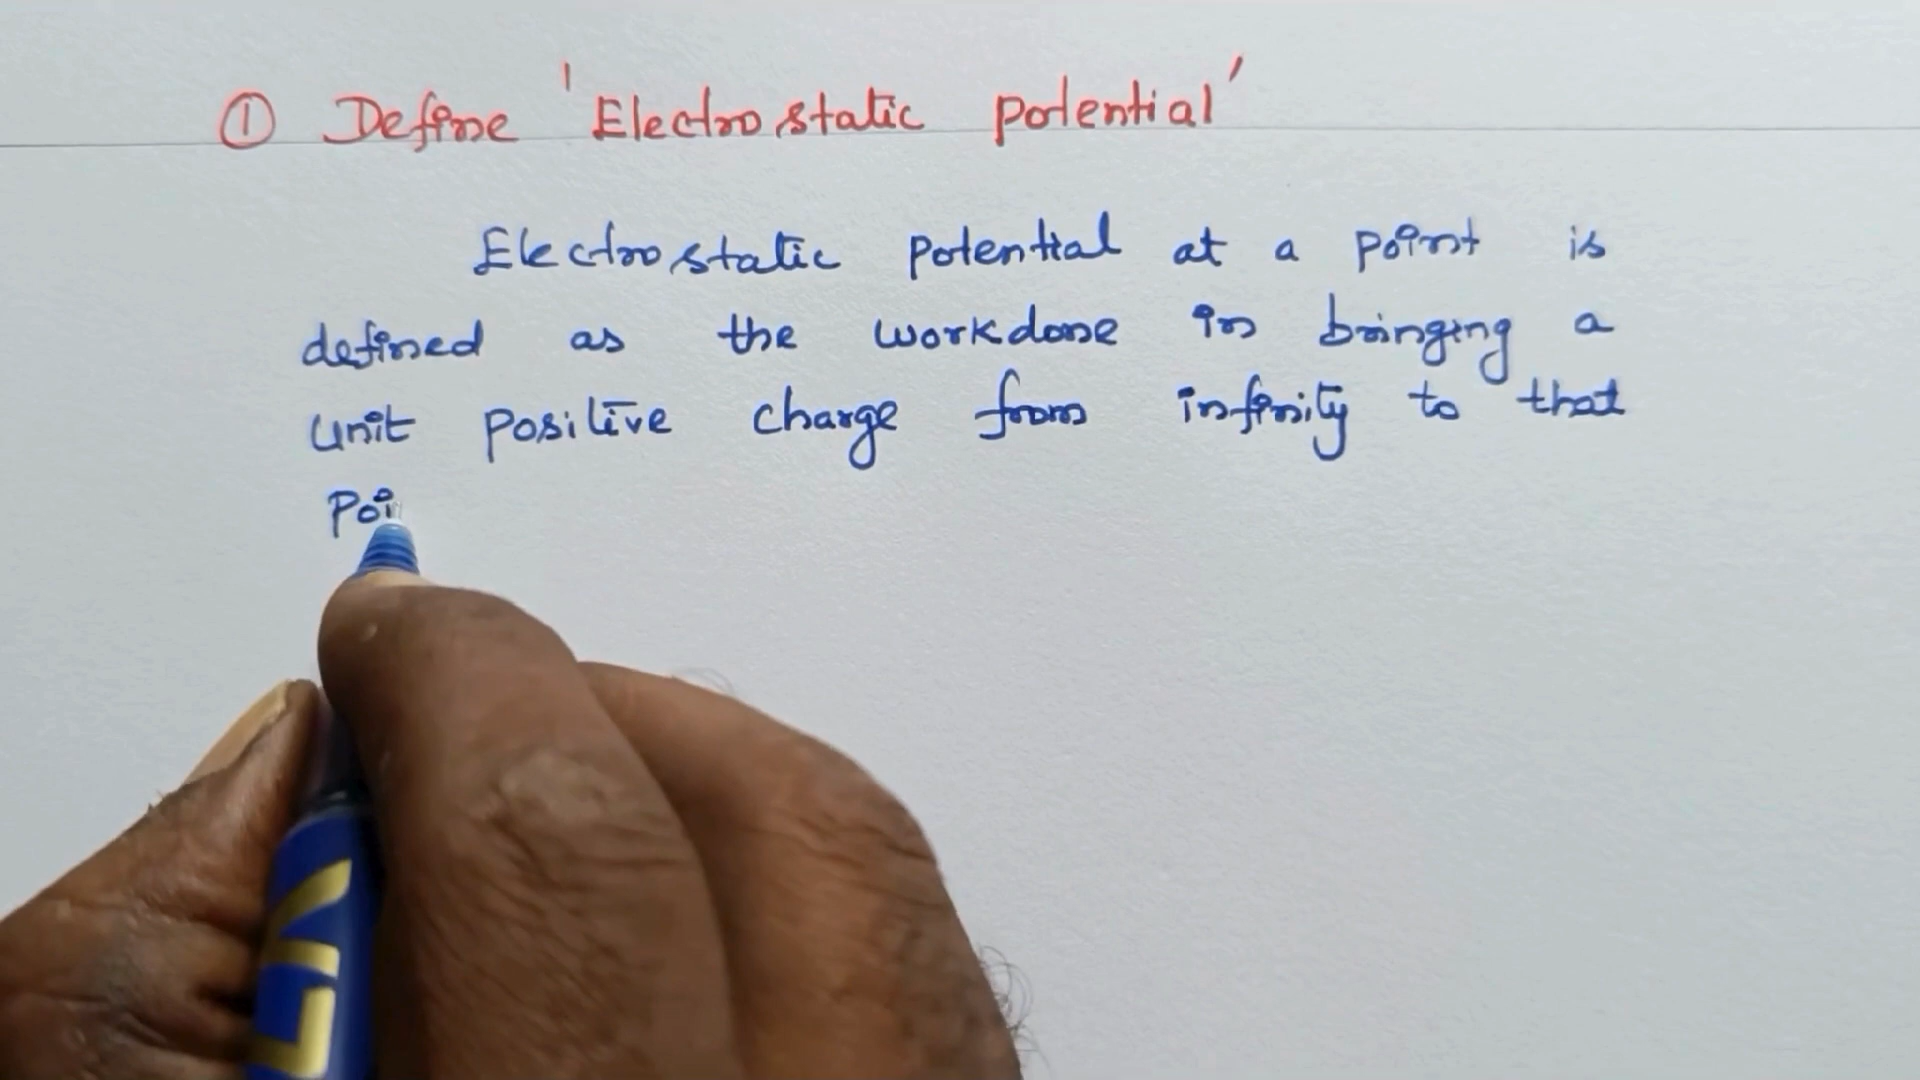 ① Define 'Electrostatic potential'
Electrostatic potential at a point is
defined as the workdone in bringing a
unit positive charge from infinity to that
Poi